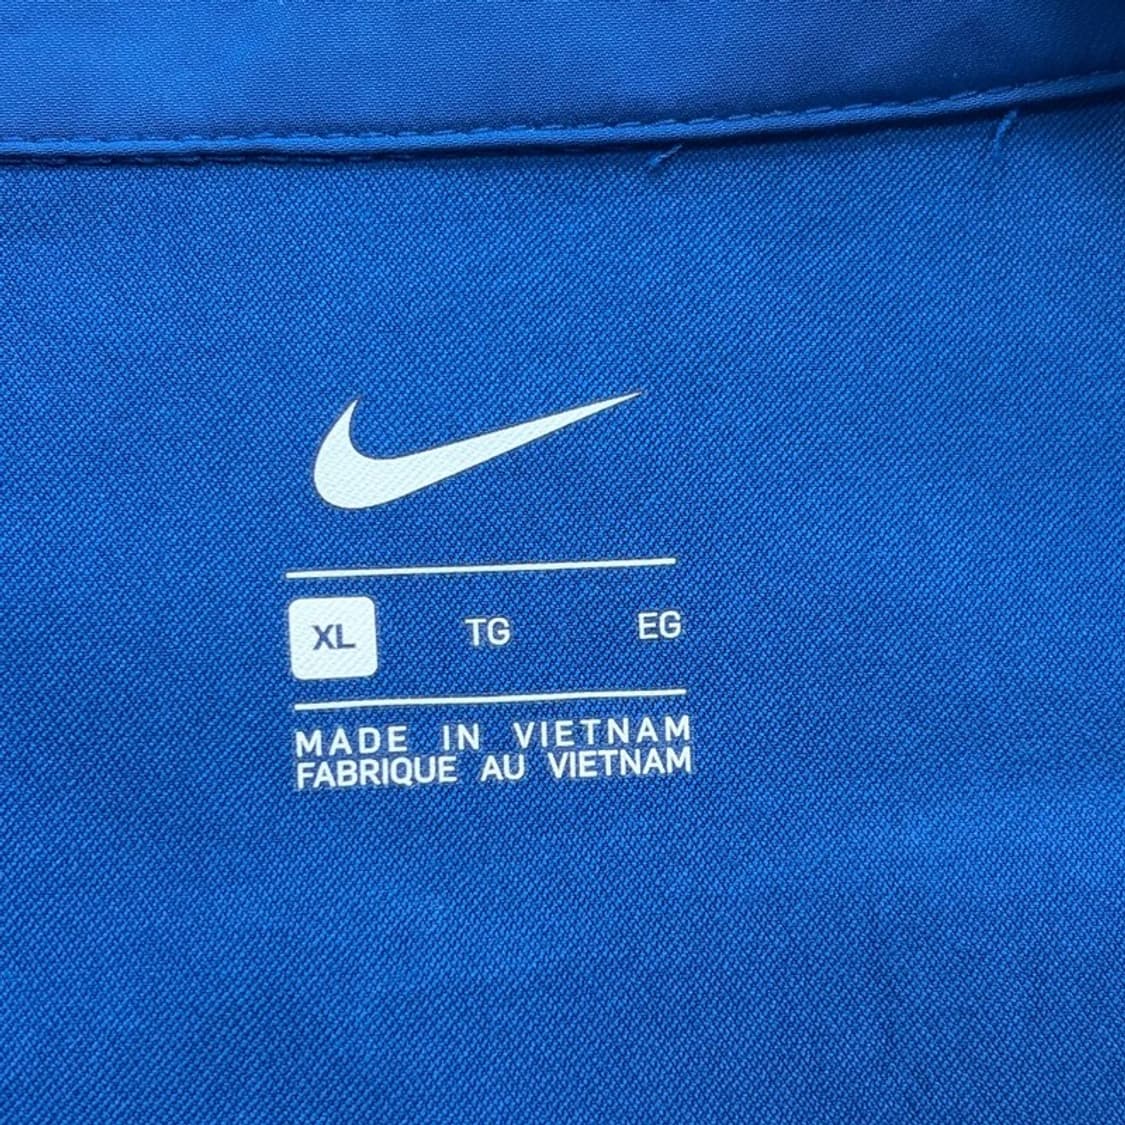 XL TG EG
MADE IN VIETNAM
FABRIQUE AU VIETNAM